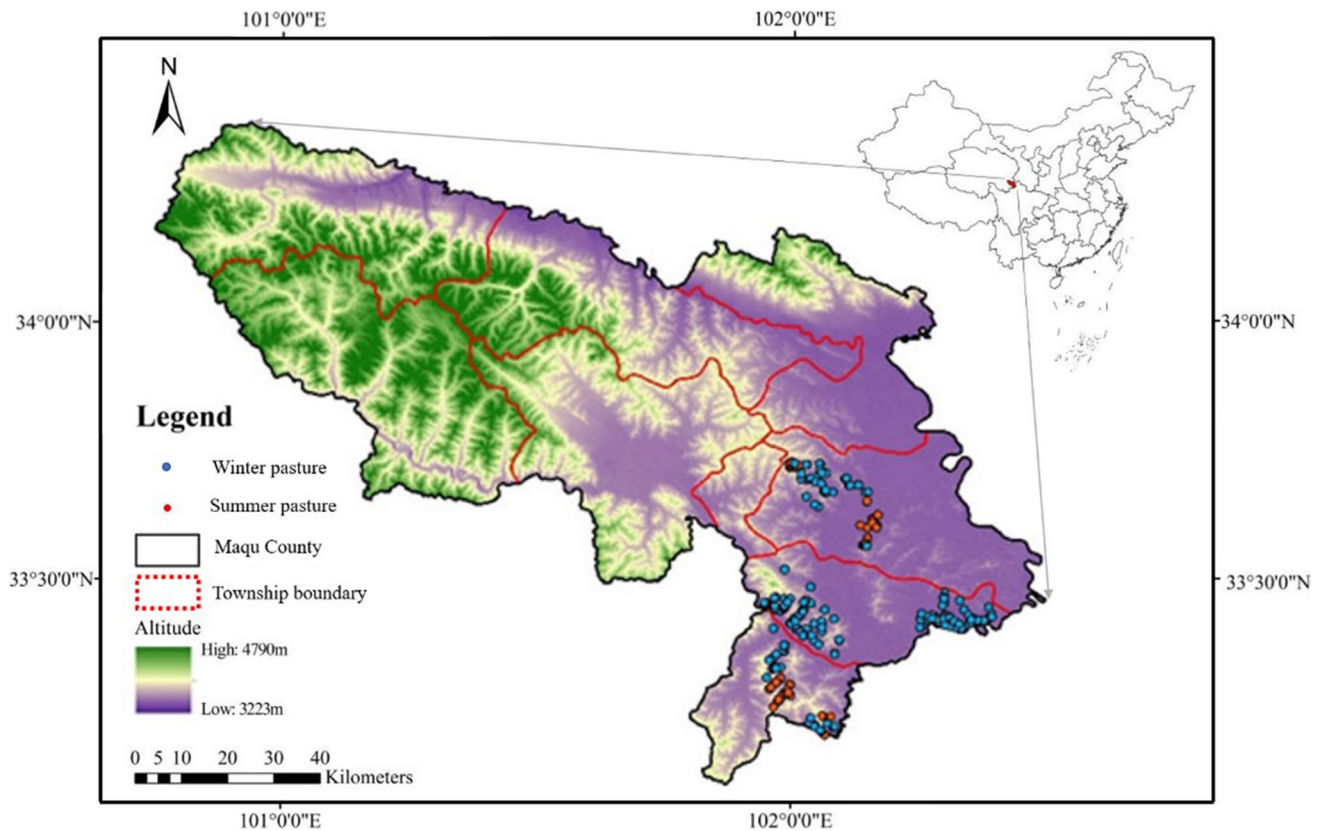 101°0'0"E
102°0'0"E
N
34°0'0"N
34°0'0"N
Legend
Winter pasture
Summer pasture
Maqu County
33°30'0"N
33°30'0"N
Township boundary
Altitude
High: 4790m
Low: 3223m
0 5 10 20 30 40
Kilometers
101°0'0"E
102°0'0"E